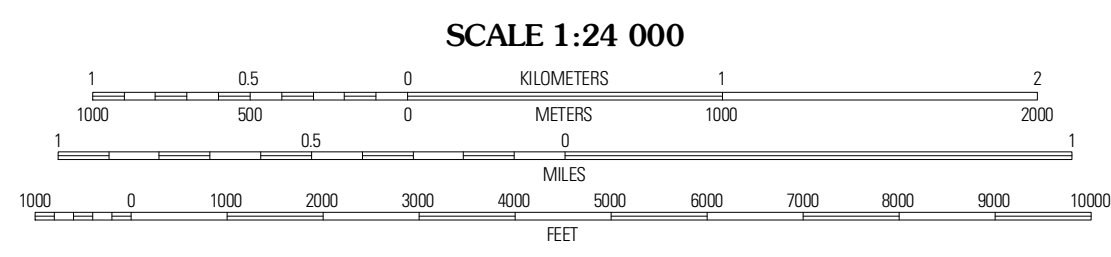 SCALE 1:24 000
1 0.5 0 KILOMETERS 1 2
1000 500 0 METERS 1000 2000
1 0.5 0 1
MILES
1000 0 1000 2000 3000 4000 5000 6000 7000 8000 9000 10000
FEET